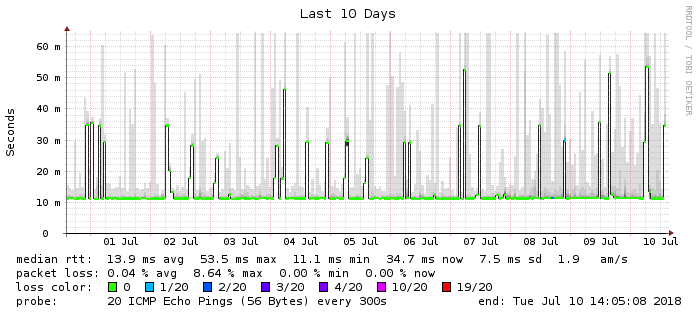 Last 10 Days
RRDTOOL / TOBI OETIKER
Seconds
60 m
50 m
40 m
30 m
20 m
10 m
0
01 Jul 02 Jul 03 Jul 04 Jul 05 Jul 06 Jul 07 Jul 08 Jul 09 Jul 10 Jul
median rtt: 13.9 ms avg 53.5 ms max 11.1 ms min 34.7 ms now 7.5 ms sd 1.9 am/s
packet loss: 0.04 % avg 8.64 % max 0.00 % min 0.00 % now
loss color: 0 1/20 2/20 3/20 4/20 10/20 19/20
probe: 20 ICMP Echo Pings (56 Bytes) every 300s end: Tue Jul 10 14:05:08 2018